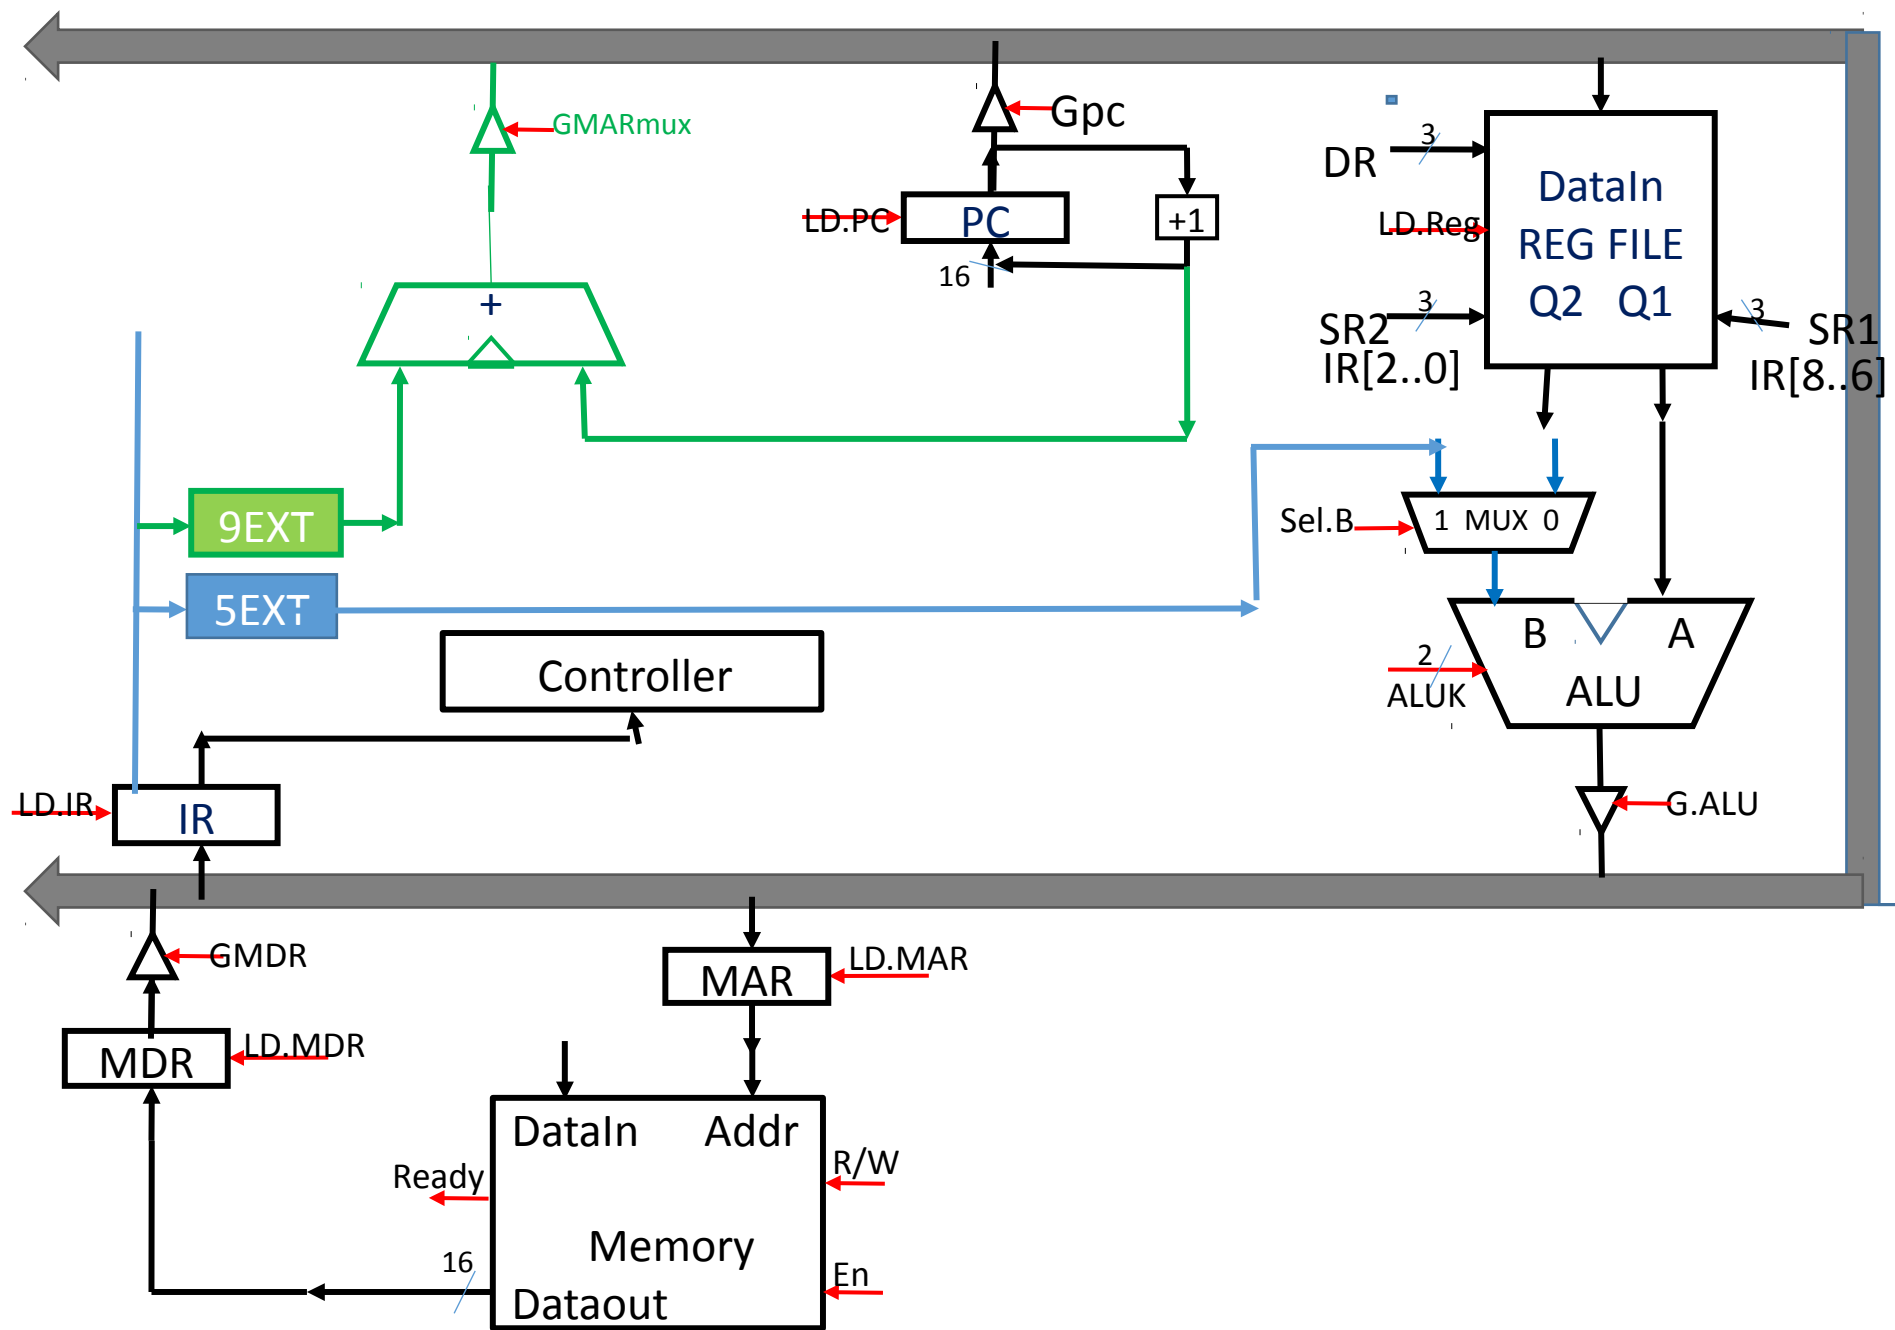 GMARmux
Gpc
3
DR
DataIn
LD.PC
PC
+1
LD.Reg
REG FILE
16
+
3
Q2 Q1
3
SR2
SR1
IR[2..0]
IR[8..6]
9EXT
Sel.B
1 MUX 0
5EXT
B
A
Controller
2
ALUK
ALU
LD.IR
IR
G.ALU
GMDR
LD.MAR
MAR
LD.MDR
MDR
DataIn
Addr
Ready
R/W
Memory
16
En
Dataout